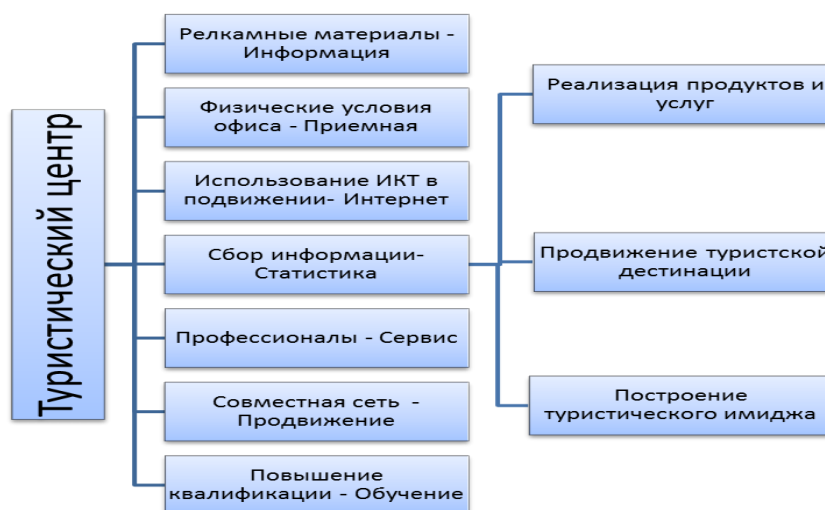 Туристический центр
Релкамные материалы -
Информация
Физические условия
офиса - Приемная
Использование ИКТ в
подвижении- Интернет
Сбор информации-
Статистика
Профессионалы - Сервис
Совместная сеть -
Продвижение
Повышение
квалификации - Обучение
Реализация продуктов и
услуг
Продвижение туристской
дестинации
Построение
туристического имиджа